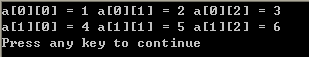 a[0][0] = 1 a[0][1] = 2 a[0][2] = 3
a[1][0] = 4 a[1][1] = 5 a[1][2] = 6
Press any key to continue